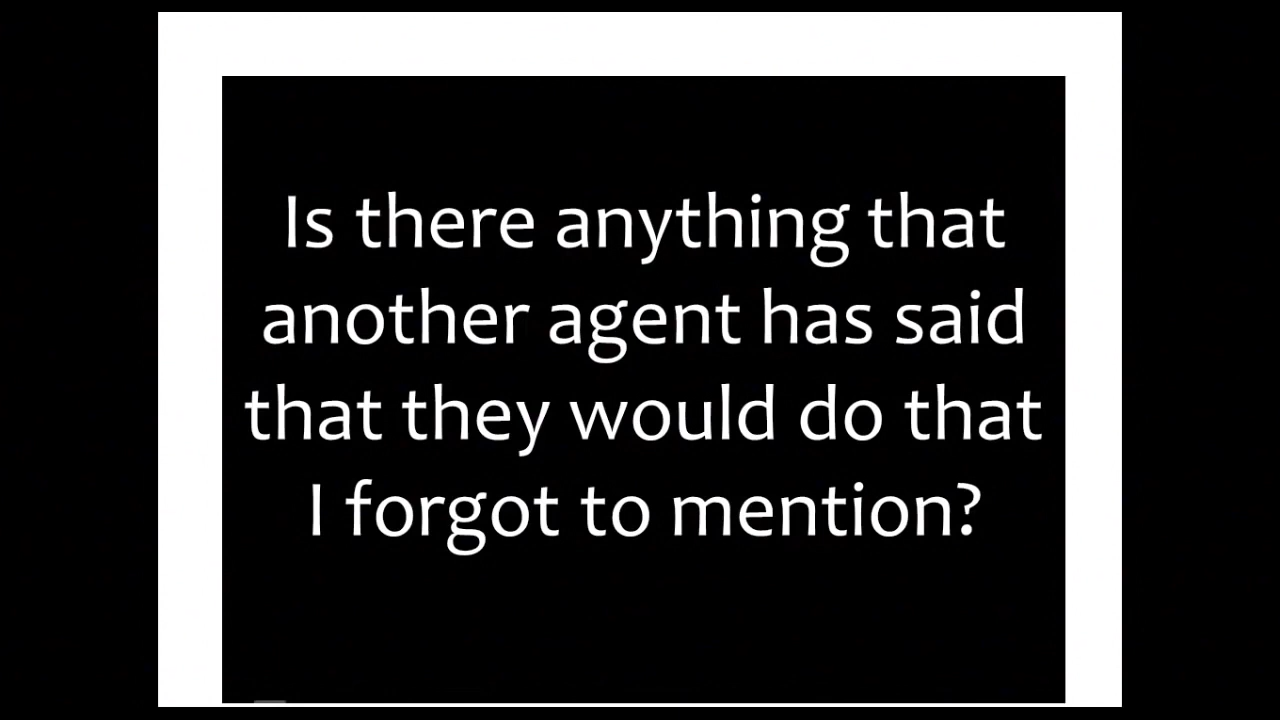 Is there anything that
another agent has said
that they would do that
I forgot to mention?